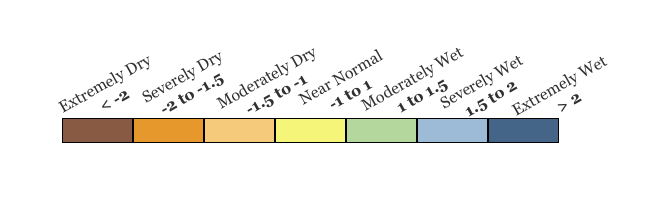 Extremely Dry
< -2
Severely Dry
-2 to -1.5
Moderately Dry
-1.5 to -1
Near Normal
-1 to 1
Moderately Wet
1 to 1.5
Severely Wet
1.5 to 2
Extremely Wet
> 2